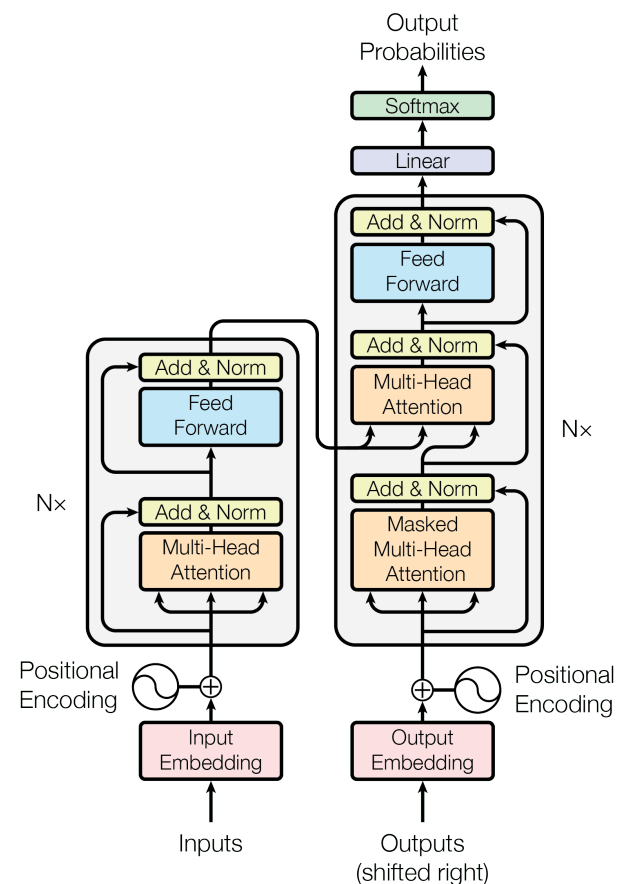 Output
Probabilities
Softmax
Linear
Add & Norm
Feed
Forward
Add & Norm
Multi-Head
Attention
N×
Add & Norm
Masked
Multi-Head
Attention
Add & Norm
Feed
Forward
N×
Add & Norm
Multi-Head
Attention
Positional
Encoding
Positional
Encoding
Input
Embedding
Output
Embedding
Inputs
Outputs
(shifted right)